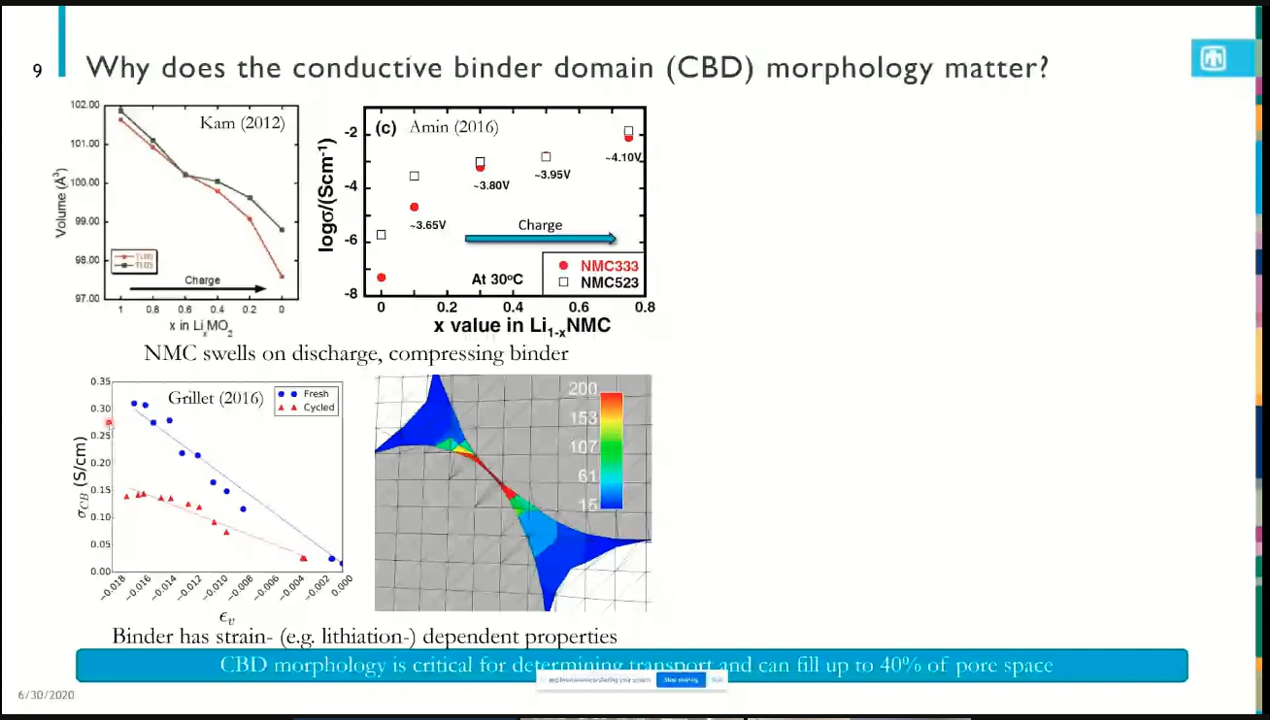 9
Why does the conductive binder domain (CBD) morphology matter?
102.00
101.00
100.00
99.00
98.00
97.00
Volume (Å³)
Kam (2012)
Charge
1 0.8 0.6 0.4 0.2 0
x in LiₓMO₂
(c) Amin (2016)
-2
-4
-6
-8
logσ/(Scm⁻¹)
~3.65V
~3.80V
~3.95V
~4.10V
Charge
At 30°C
NMC333
NMC523
0 0.2 0.4 0.6 0.8
x value in Li₁₋ₓNMC
NMC swells on discharge, compressing binder
0.35
0.30
0.25
0.20
0.15
0.10
0.05
0.00
σCB (S/cm)
Grillet (2016)
Fresh
Cycled
−0.018 −0.016 −0.014 −0.012 −0.010 −0.008 −0.006 −0.004 −0.002 0.000
ϵv
200
153
107
61
15
Binder has strain- (e.g. lithiation-) dependent properties
CBD morphology is critical for determining transport and can fill up to 40% of pore space
Stop sharing
6/30/2020